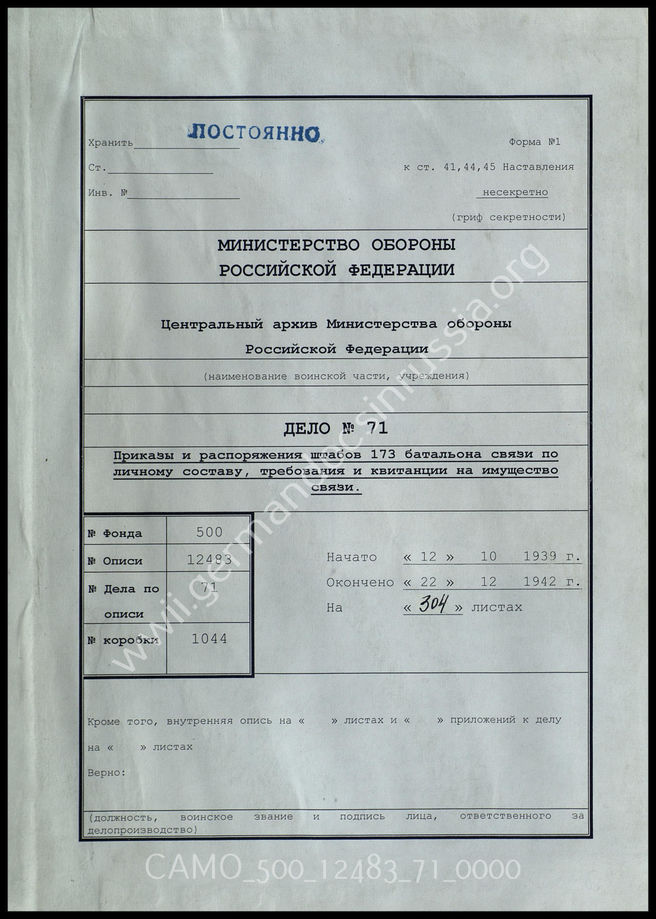 Хранить ПОСТОЯННО
Форма №1
Ст.
к ст. 41,44,45 Наставления
Инв. №
несекретно
(гриф секретности)
МИНИСТЕРСТВО ОБОРОНЫ
РОССИЙСКОЙ ФЕДЕРАЦИИ
Центральный архив Министерства обороны
Российской Федерации
(наименование воинской части, учреждения)
ДЕЛО № 71
Приказы и распоряжения штабов 173 батальона связи по
личному составу, требования и квитанции на имущество
связи.
№ Фонда 500
№ Описи 12483
№ Дела по описи 71
№ коробки 1044
Начато « 12 » 10 1939 г.
Окончено « 22 » 12 1942 г.
На « 304 » листах
Кроме того, внутренняя опись на « » листах и « » приложений к делу
на « » листах
Верно:
(должность, воинское звание и подпись лица, ответственного за
делопроизводство)
www.germandocsinrussia.org
CAMO_500_12483_71_0000